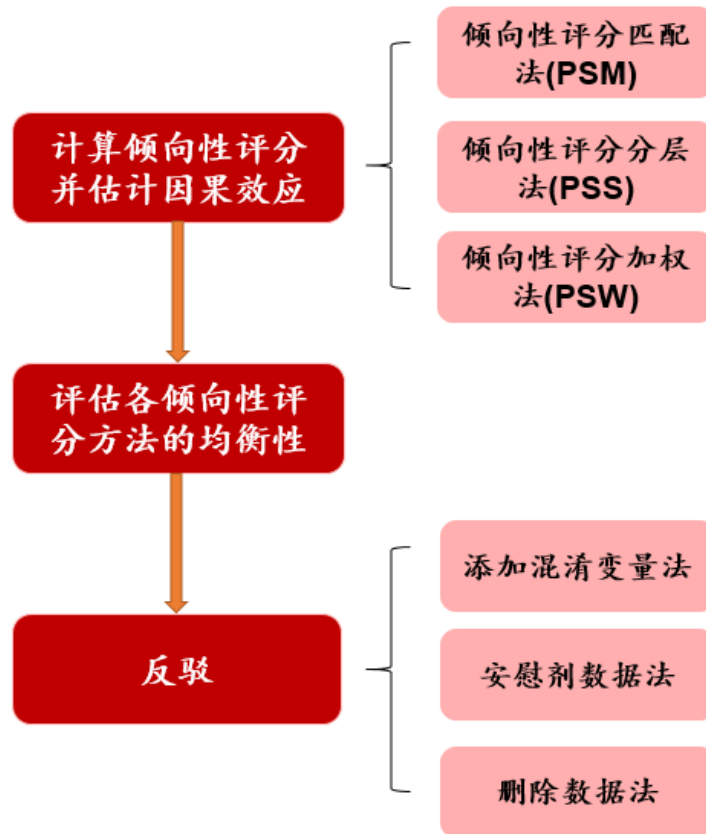 倾向性评分匹配
法(PSM)
计算倾向性评分
并估计因果效应
倾向性评分分层
法(PSS)
倾向性评分加权
法(PSW)
评估各倾向性评
分方法的均衡性
添加混淆变量法
反驳
安慰剂数据法
删除数据法